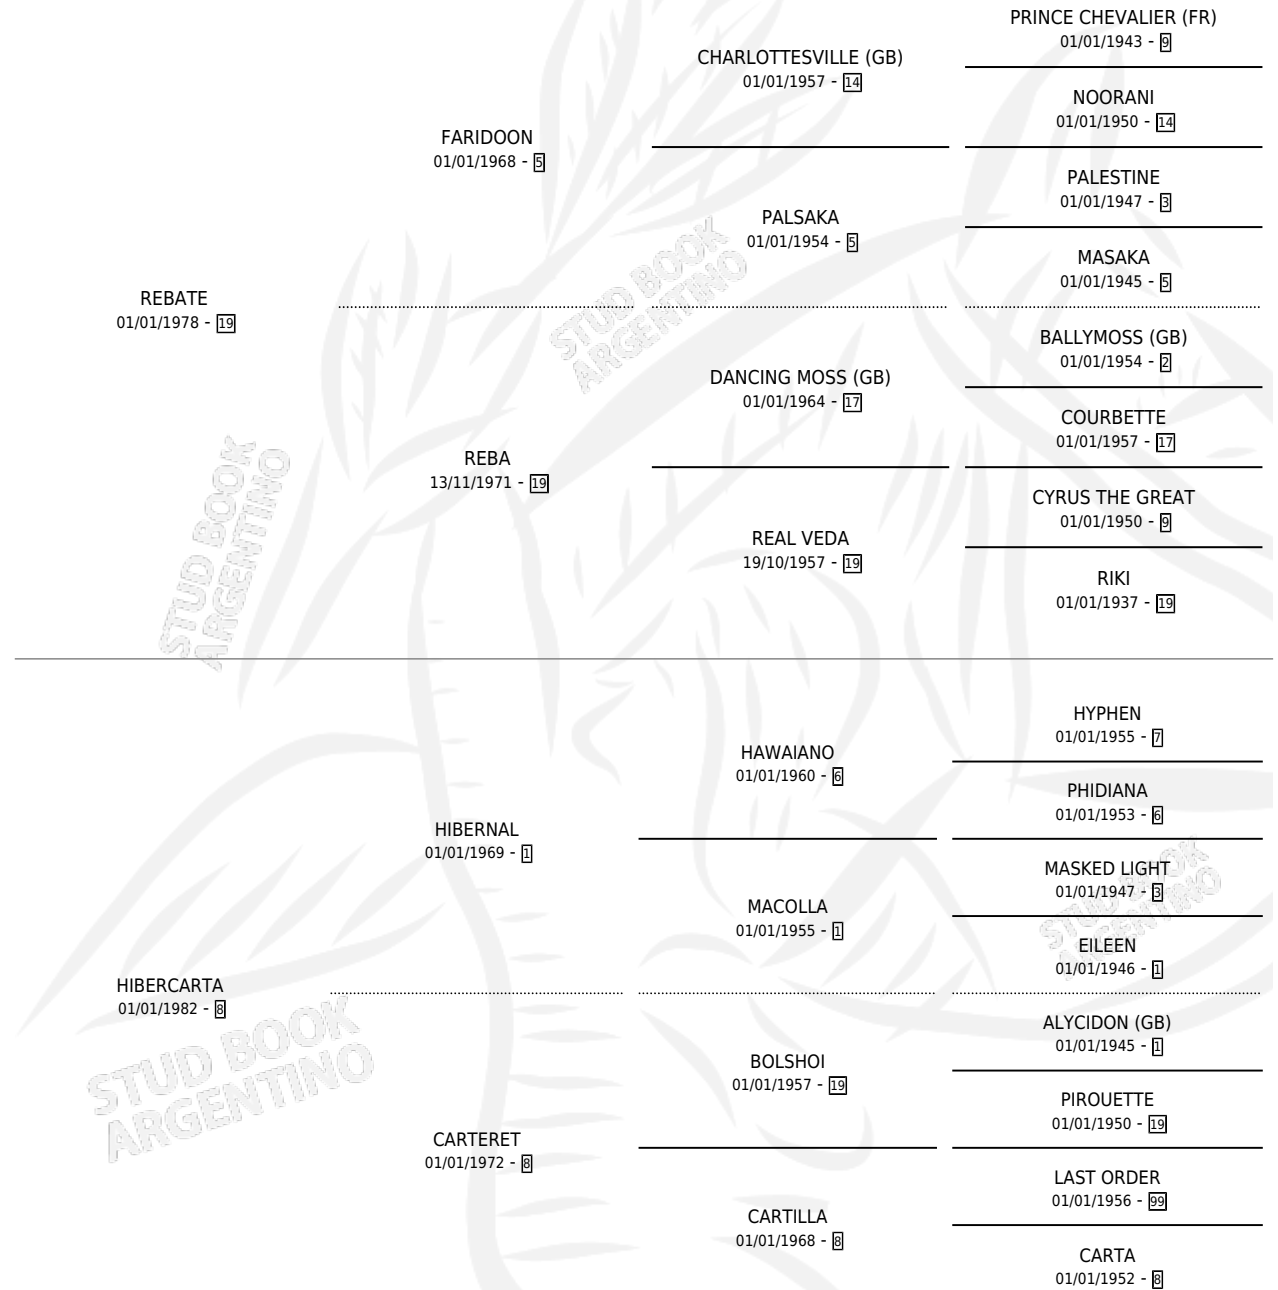 PRINCE CHEVALIER (FR)
01/01/1943 - 9
CHARLOTTESVILLE (GB)
01/01/1957 - 14
NOORANI
01/01/1950 - 14
FARIDOON
01/01/1968 - 5
PALESTINE
01/01/1947 - 3
PALSAKA
01/01/1954 - 5
MASAKA
01/01/1945 - 5
REBATE
01/01/1978 - 19
BALLYMOSS (GB)
01/01/1954 - 2
DANCING MOSS (GB)
01/01/1964 - 17
COURBETTE
01/01/1957 - 17
REBA
13/11/1971 - 19
CYRUS THE GREAT
01/01/1950 - 9
REAL VEDA
19/10/1957 - 19
RIKI
01/01/1937 - 19
HYPHEN
01/01/1955 - 7
HAWAIANO
01/01/1960 - 6
PHIDIANA
01/01/1953 - 6
HIBERNAL
01/01/1969 - 1
MASKED LIGHT
01/01/1947 - 3
MACOLLA
01/01/1955 - 1
EILEEN
01/01/1946 - 1
HIBERCARTA
01/01/1982 - 8
ALYCIDON (GB)
01/01/1945 - 1
BOLSHOI
01/01/1957 - 19
PIROUETTE
01/01/1950 - 19
CARTERET
01/01/1972 - 8
LAST ORDER
01/01/1956 - 99
CARTILLA
01/01/1968 - 8
CARTA
01/01/1952 - 8
STUD BOOK
ARGENTINO
STUD BOOK
ARGENTINO
STUD BOOK
ARGENTINO
STUD BOOK
ARGENTINO